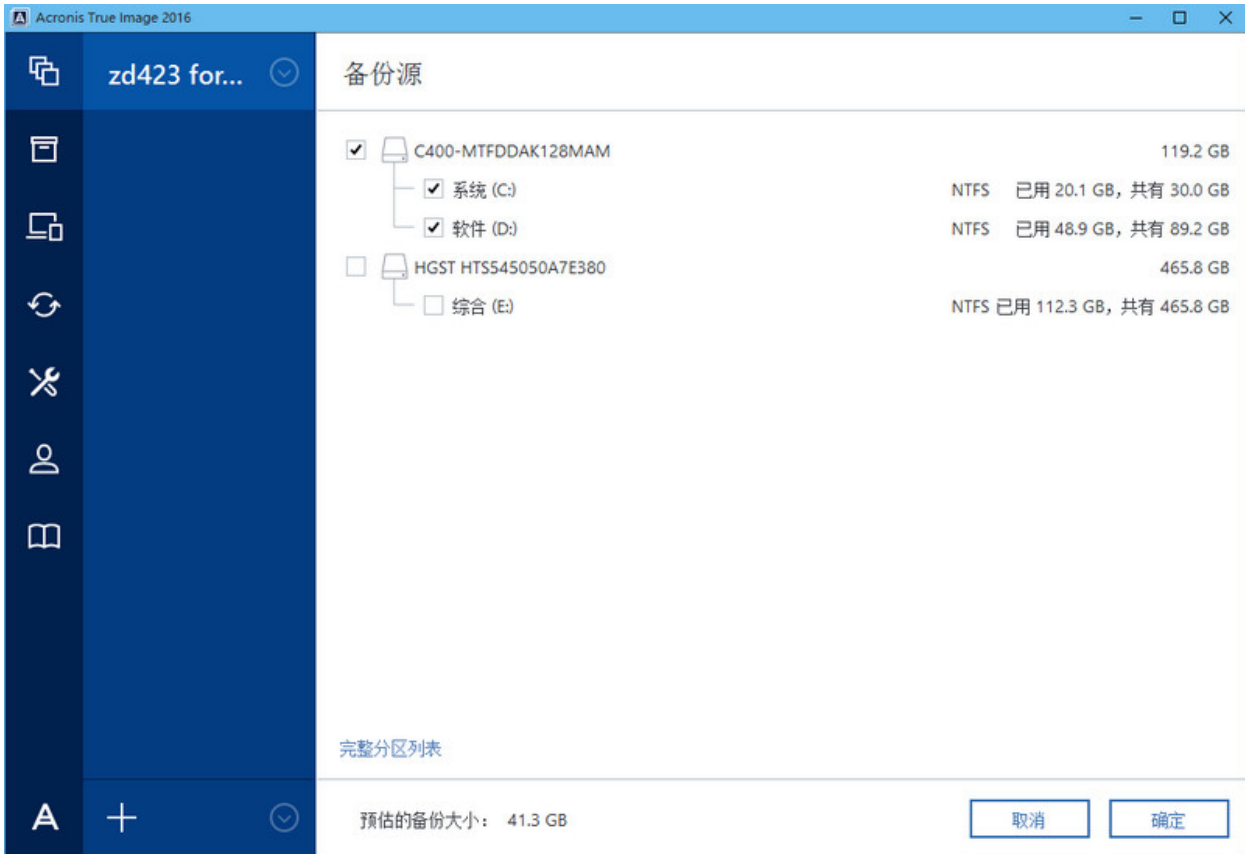 Acronis True Image 2016
zd423 for...
备份源
C400-MTFDDAK128MAM 119.2 GB
系统 (C:) NTFS 已用 20.1 GB，共有 30.0 GB
软件 (D:) NTFS 已用 48.9 GB，共有 89.2 GB
HGST HTS545050A7E380 465.8 GB
综合 (E:) NTFS 已用 112.3 GB，共有 465.8 GB
完整分区列表
预估的备份大小： 41.3 GB 取消 确定